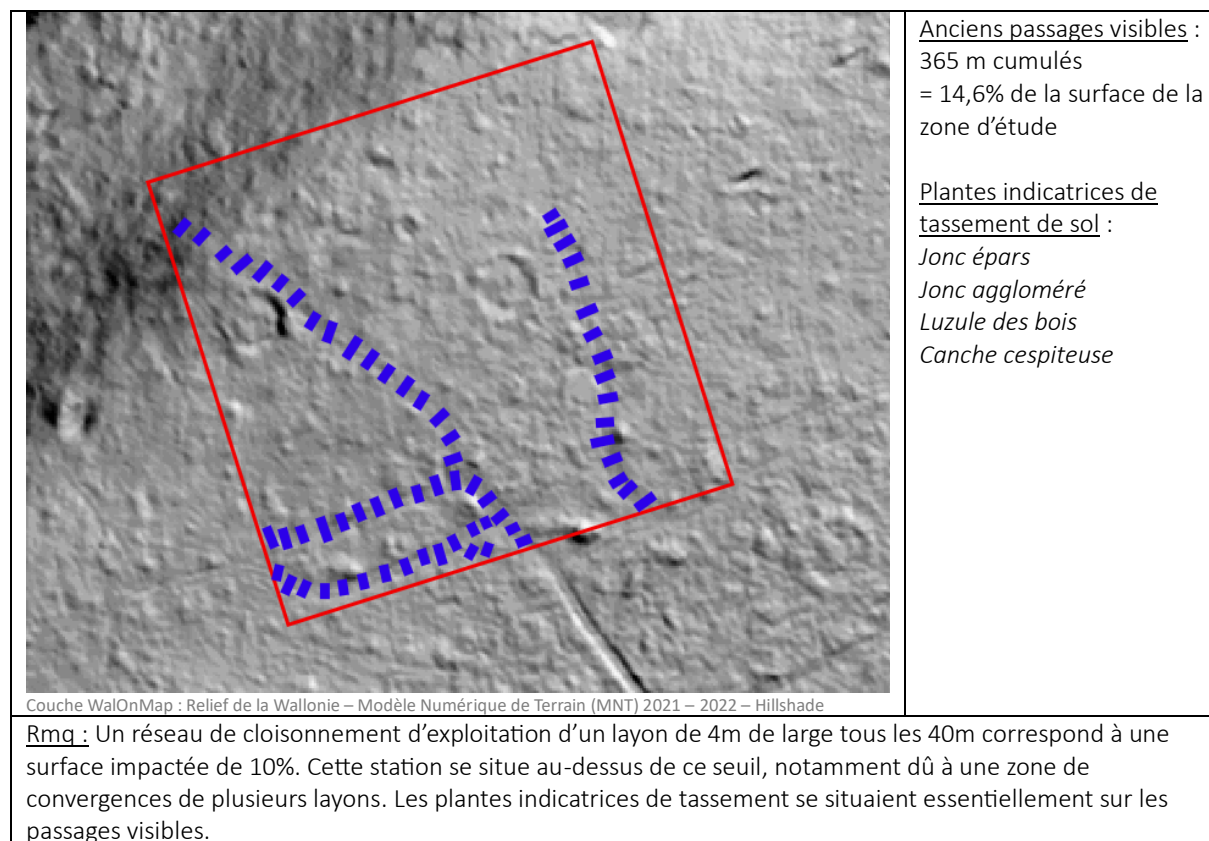 Anciens passages visibles :
365 m cumulés
= 14,6% de la surface de la
zone d’étude
Plantes indicatrices de
tassement de sol :
Jonc épars
Jonc aggloméré
Luzule des bois
Canche cespiteuse
Couche WalOnMap : Relief de la Wallonie – Modèle Numérique de Terrain (MNT) 2021 – 2022 – Hillshade
Rmq : Un réseau de cloisonnement d’exploitation d’un layon de 4m de large tous les 40m correspond à une
surface impactée de 10%. Cette station se situe au-dessus de ce seuil, notamment dû à une zone de
convergences de plusieurs layons. Les plantes indicatrices de tassement se situaient essentiellement sur les
passages visibles.